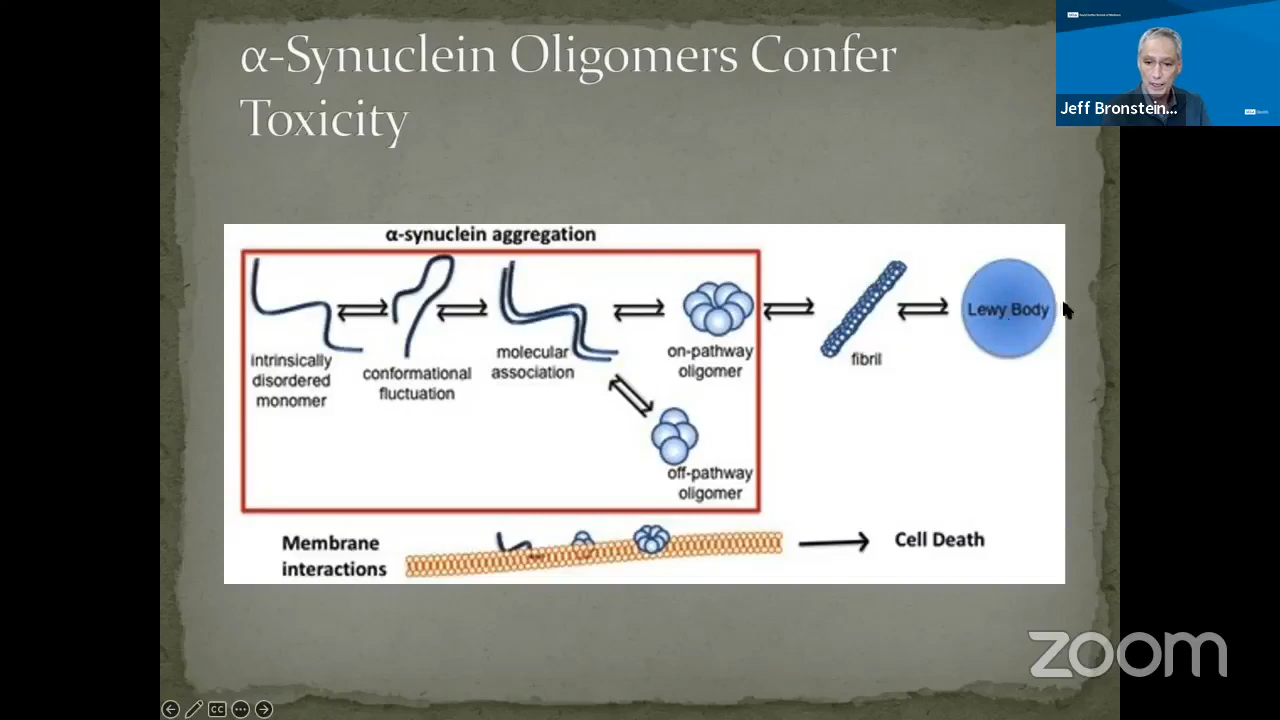 α-Synuclein Oligomers Confer
Toxicity
Jeff Bronstein...
α-synuclein aggregation
intrinsically
disordered
monomer
conformational
fluctuation
molecular
association
on-pathway
oligomer
off-pathway
oligomer
fibril
Lewy Body
Membrane
interactions
Cell Death
CC
zoom